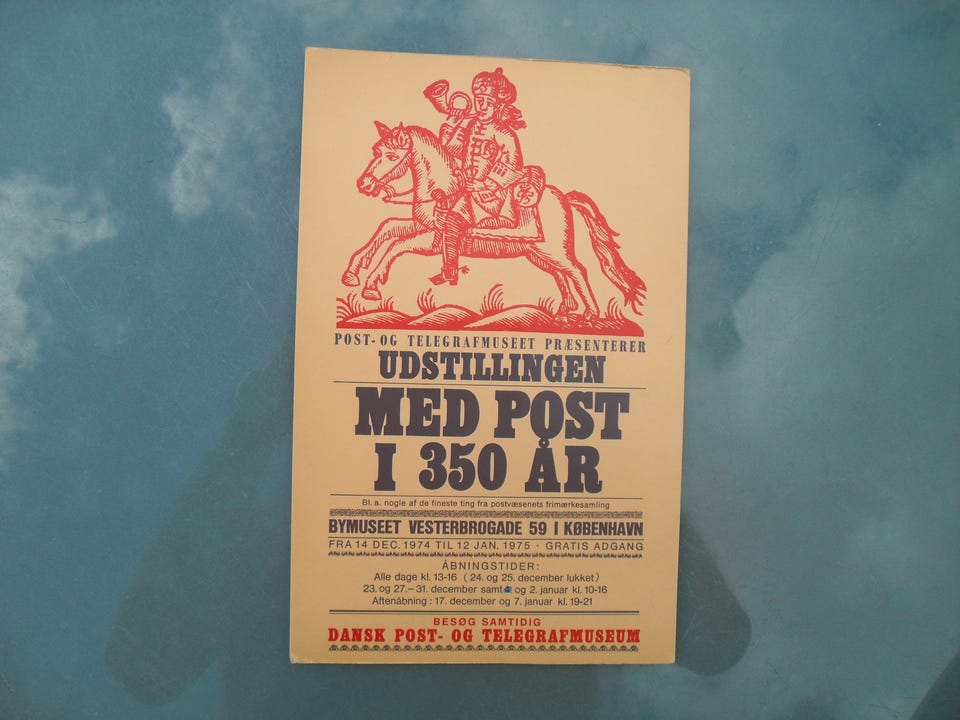 POST- OG TELEGRAFMUSEET PRÆSENTERER
UDSTILLINGEN
MED POST
I 350 ÅR
Bl. a. nogle af de fineste ting fra postvæsenets frimærkesamling
BYMUSEET VESTERBROGADE 59 I KØBENHAVN
FRA 14 DEC. 1974 TIL 12 JAN. 1975 · GRATIS ADGANG
ÅBNINGSTIDER:
Alle dage kl. 13-16 ( 24. og 25. december lukket )
23. og 27.– 31. december samt og 2. januar kl. 10-16
Aftenåbning : 17. december og 7. januar kl. 19-21
BESØG SAMTIDIG
DANSK POST- OG TELEGRAFMUSEUM